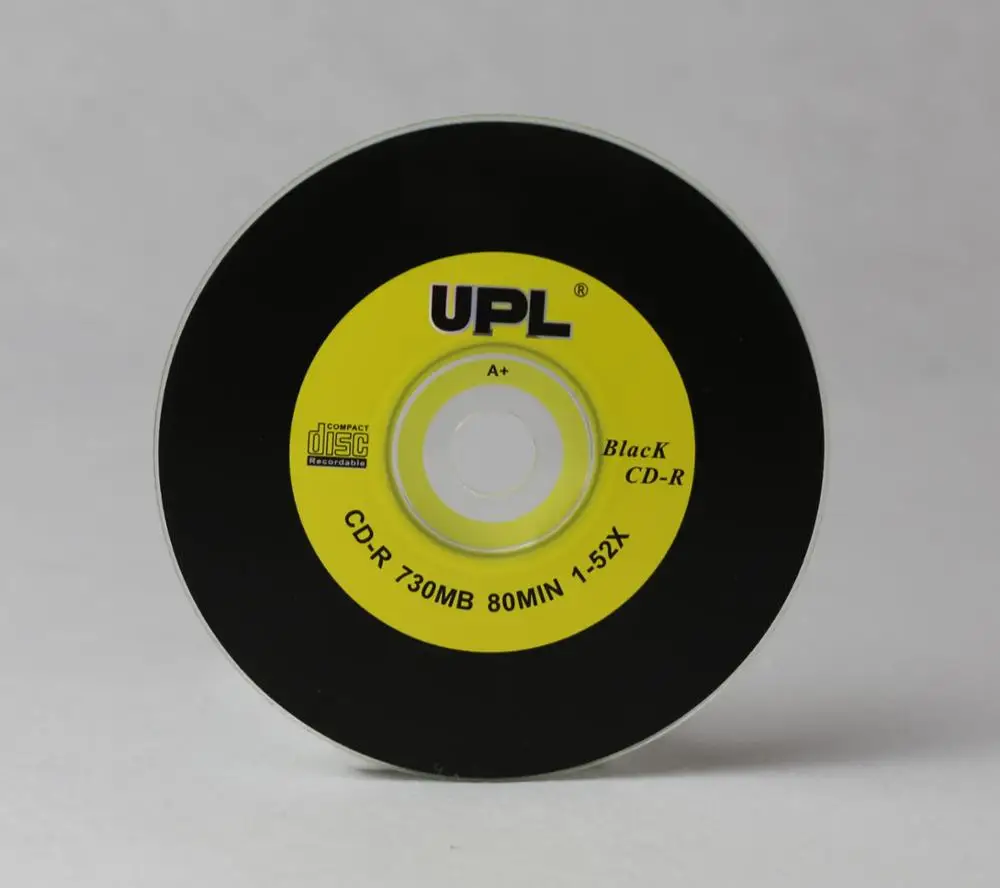 UPL ®
A+
COMPACT
disc
Recordable
BlacK
CD-R
CD-R 730MB 80MIN 1-52X